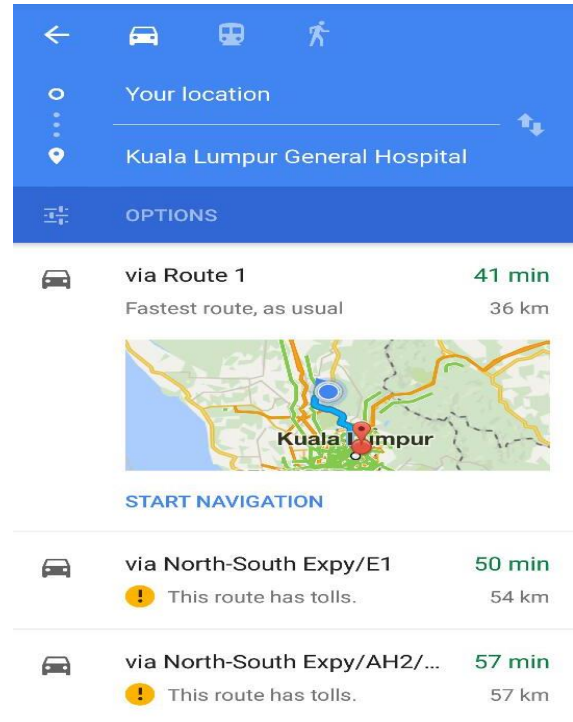 Your location
Kuala Lumpur General Hospital
OPTIONS
via Route 1 41 min
Fastest route, as usual 36 km
Kuala Lumpur
START NAVIGATION
via North-South Expy/E1 50 min
! This route has tolls. 54 km
via North-South Expy/AH2/... 57 min
! This route has tolls. 57 km